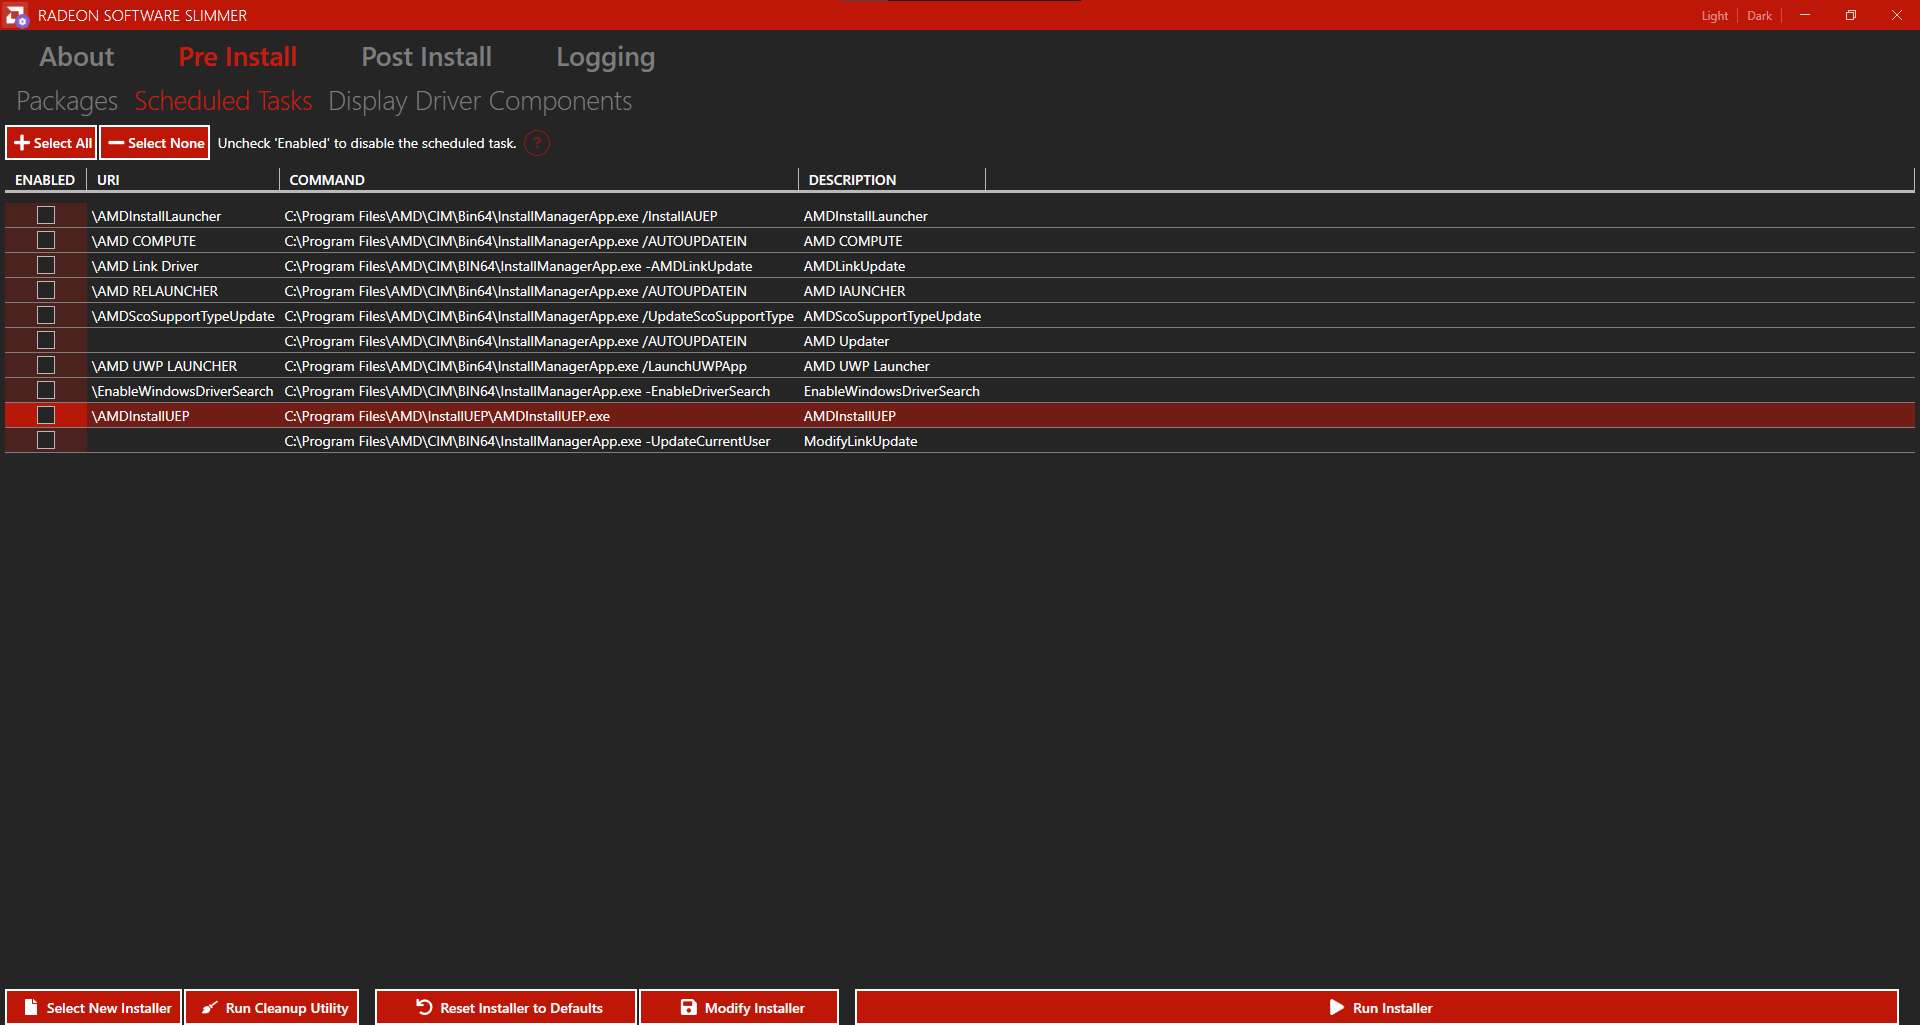 RADEON SOFTWARE SLIMMER Light Dark
About Pre Install Post Install Logging
Packages Scheduled Tasks Display Driver Components
Select All Select None Uncheck 'Enabled' to disable the scheduled task. ?
ENABLED URI COMMAND DESCRIPTION
\AMDInstallLauncher C:\Program Files\AMD\CIM\Bin64\InstallManagerApp.exe /InstallAUEP AMDInstallLauncher
\AMD COMPUTE C:\Program Files\AMD\CIM\Bin64\InstallManagerApp.exe /AUTOUPDATEIN AMD COMPUTE
\AMD Link Driver C:\Program Files\AMD\CIM\BIN64\InstallManagerApp.exe -AMDLinkUpdate AMDLinkUpdate
\AMD RELAUNCHER C:\Program Files\AMD\CIM\Bin64\InstallManagerApp.exe /AUTOUPDATEIN AMD lAUNCHER
\AMDScoSupportTypeUpdate C:\Program Files\AMD\CIM\Bin64\InstallManagerApp.exe /UpdateScoSupportType AMDScoSupportTypeUpdate
C:\Program Files\AMD\CIM\Bin64\InstallManagerApp.exe /AUTOUPDATEIN AMD Updater
\AMD UWP LAUNCHER C:\Program Files\AMD\CIM\Bin64\InstallManagerApp.exe /LaunchUWPApp AMD UWP Launcher
\EnableWindowsDriverSearch C:\Program Files\AMD\CIM\BIN64\InstallManagerApp.exe -EnableDriverSearch EnableWindowsDriverSearch
\AMDInstallUEP C:\Program Files\AMD\InstallUEP\AMDInstallUEP.exe AMDInstallUEP
C:\Program Files\AMD\CIM\BIN64\InstallManagerApp.exe -UpdateCurrentUser ModifyLinkUpdate
Select New Installer Run Cleanup Utility Reset Installer to Defaults Modify Installer Run Installer